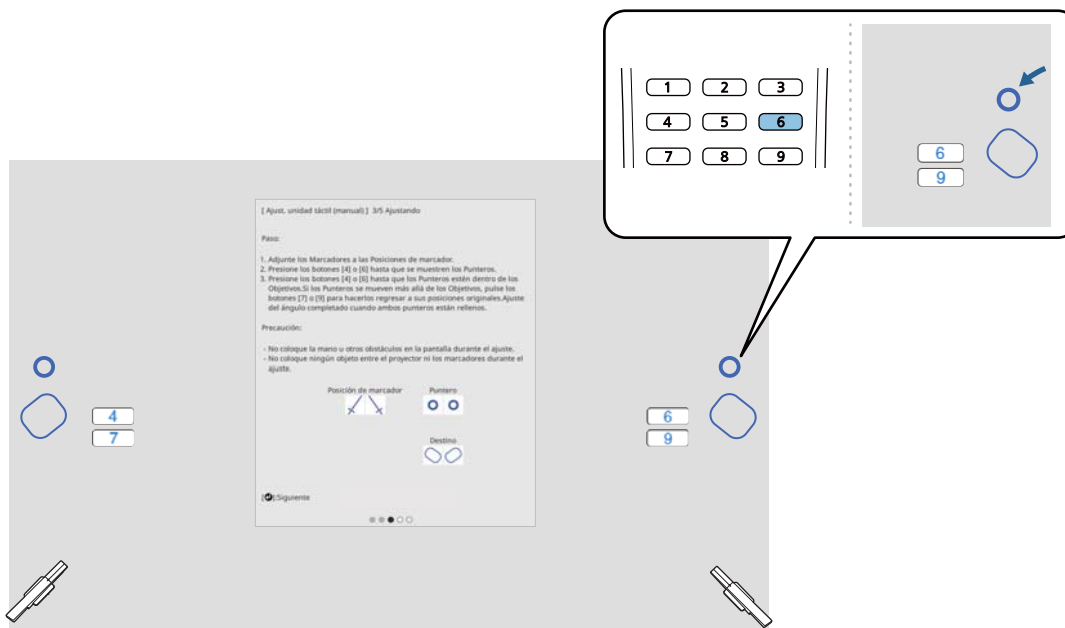 1 2 3
4 5 6
7 8 9
6
9
[ Ajust. unidad táctil (manual) ] 3/5 Ajustando
Paso:
1. Adjunte los Marcadores a las Posiciones de marcador.
2. Presione los botones [4] o [6] hasta que se muestren los Punteros.
3. Presione los botones [4] o [6] hasta que los Punteros estén dentro de los
Objetivos.Si los Punteros se mueven más allá de los Objetivos, pulse los
botones [7] o [9] para hacerlos regresar a sus posiciones originales.Ajuste
del ángulo completado cuando ambos punteros están rellenos.
Precaución:
- No coloque la mano u otros obstáculos en la pantalla durante el ajuste.
- No coloque ningún objeto entre el proyector ni los marcadores durante el
ajuste.
Posición de marcador Puntero
Destino
[ ]:Siguiente
4
7
6
9